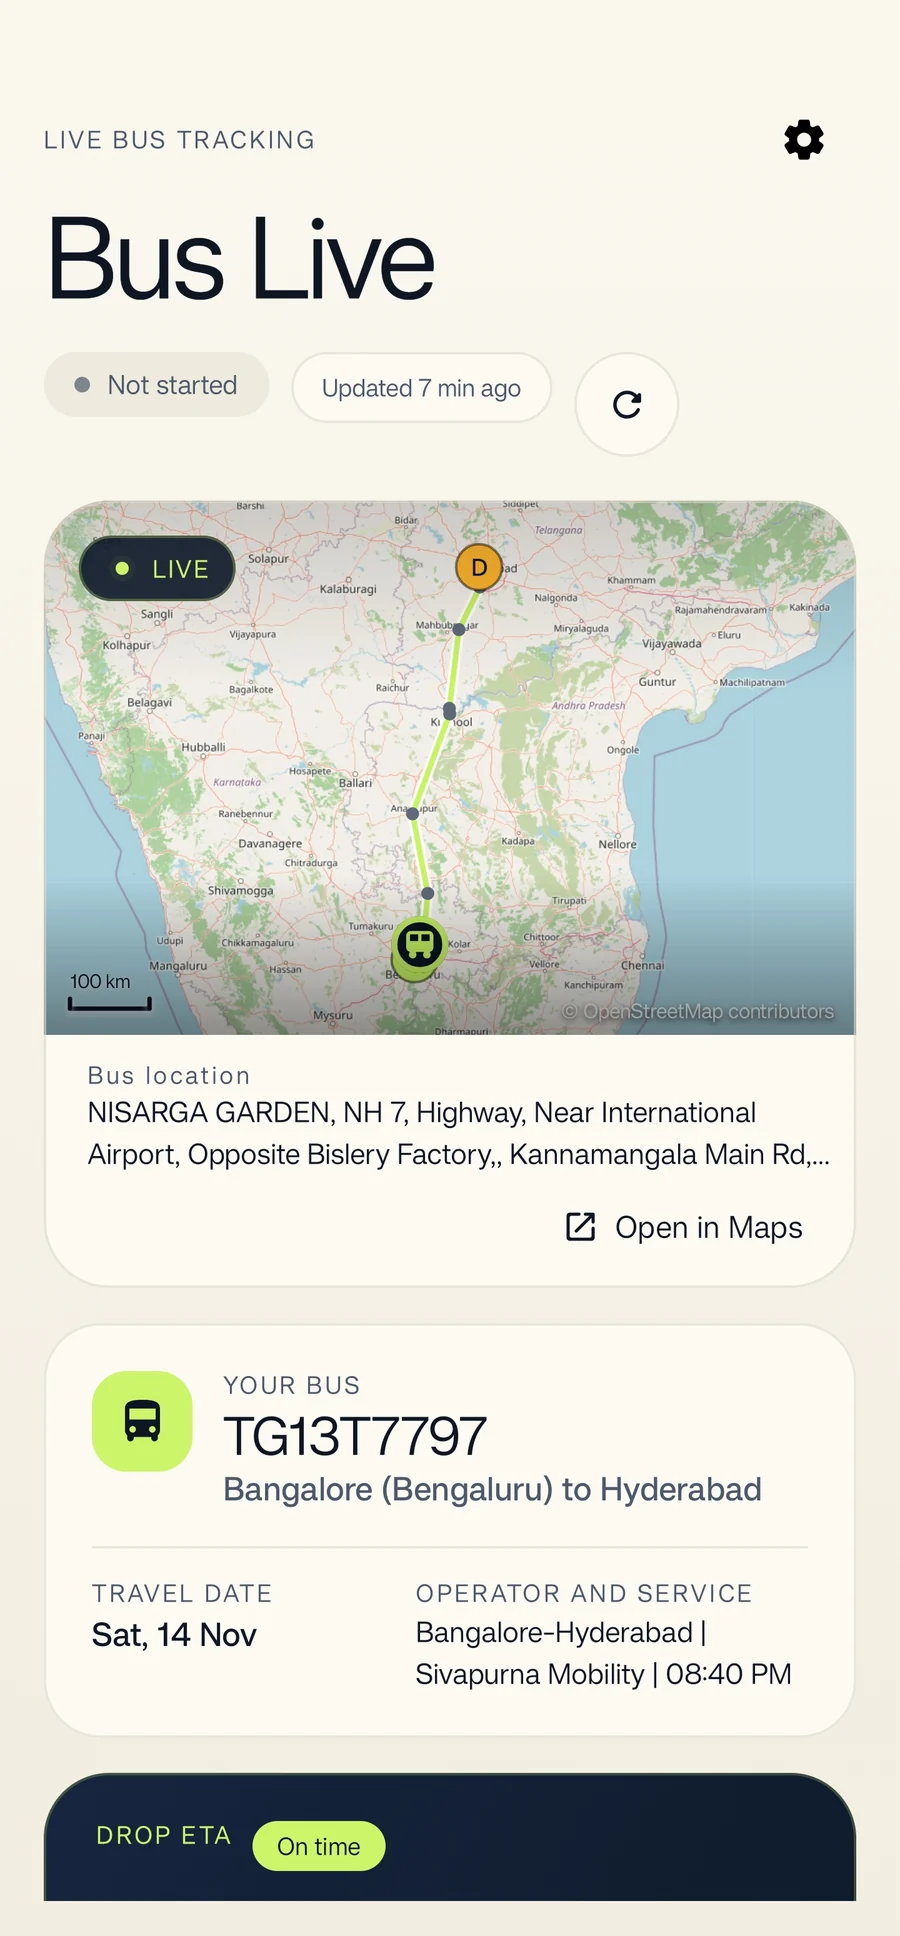 LIVE BUS TRACKING
Bus Live
Not started
Updated 7 min ago
LIVE
Barshi
Bidar
Siddipet
Telangana
Solapur
D
Kalaburagi
Khammam
Nalgonda
Sangli
Rajamahendravaram
Kakinada
Vijayapura
Miryalaguda
Eluru
Kolhapur
Vijayawada
Guntur
Machilipatnam
Raichur
Bagalkote
Belagavi
Andhra Pradesh
Panaji
Hubballi
Ongole
Hosapete
Karnataka
Ballari
Ranebennur
Davanagere
Kadapa
Nellore
Chitradurga
Shivamogga
Tirupati
Tumakuru
Udupi
Chikkamagaluru
Kolar
Chittoor
Mangaluru
Hassan
Vellore
Chennai
100 km
Kanchipuram
Mysuru
© OpenStreetMap contributors
Dharmapuri
Bus location
NISARGA GARDEN, NH 7, Highway, Near International
Airport, Opposite Bislery Factory,, Kannamangala Main Rd,...
Open in Maps
YOUR BUS
TG13T7797
Bangalore (Bengaluru) to Hyderabad
TRAVEL DATE
Sat, 14 Nov
OPERATOR AND SERVICE
Bangalore-Hyderabad |
Sivapurna Mobility | 08:40 PM
DROP ETA
On time